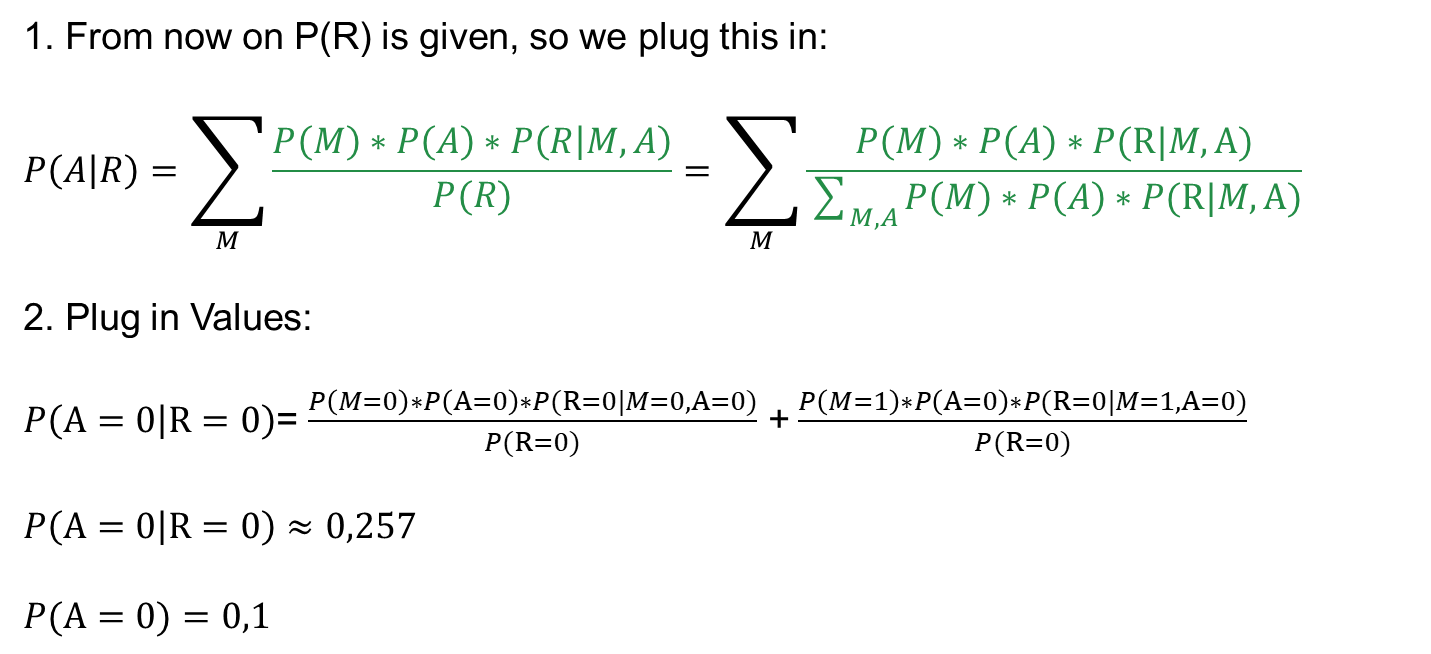 1. From now on P(R) is given, so we plug this in:
P(A|R) = ∑_M P(M) ∗ P(A) ∗ P(R|M, A) / P(R) = ∑_M P(M) ∗ P(A) ∗ P(R|M, A) / ∑_{M,A} P(M) ∗ P(A) ∗ P(R|M, A)
2. Plug in Values:
P(A = 0|R = 0)= P(M=0)∗P(A=0)∗P(R=0|M=0,A=0) / P(R=0) + P(M=1)∗P(A=0)∗P(R=0|M=1,A=0) / P(R=0)
P(A = 0|R = 0) ≈ 0,257
P(A = 0) = 0,1